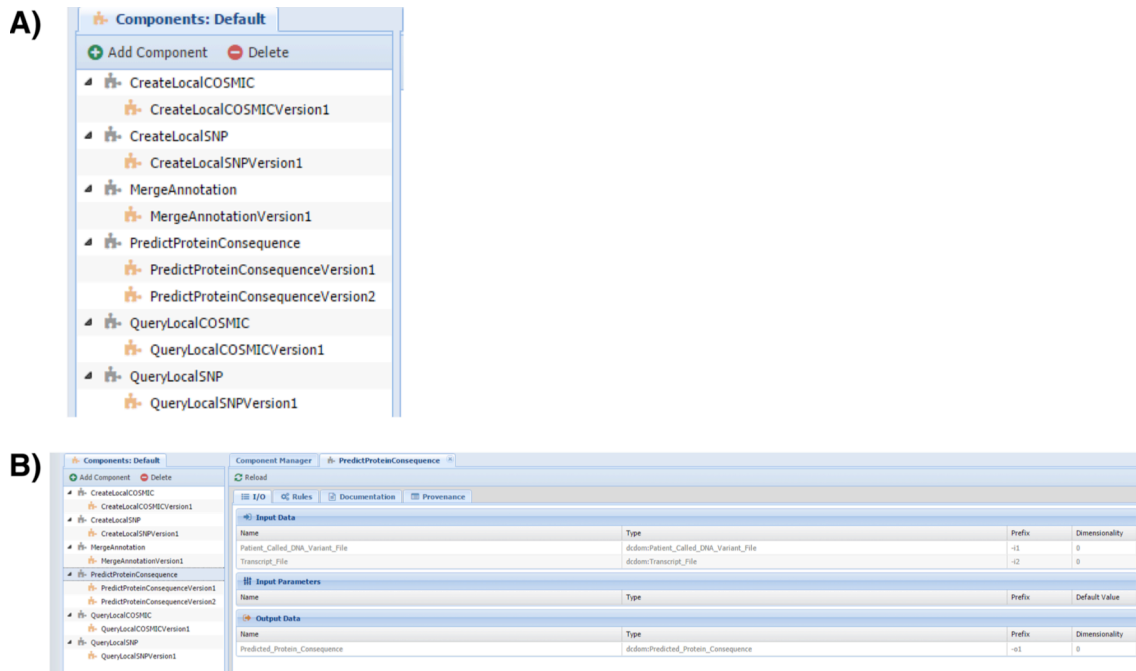 A)
Components: Default
Add Component Delete
CreateLocalCOSMIC
CreateLocalCOSMICVersion1
CreateLocalSNP
CreateLocalSNPVersion1
MergeAnnotation
MergeAnnotationVersion1
PredictProteinConsequence
PredictProteinConsequenceVersion1
PredictProteinConsequenceVersion2
QueryLocalCOSMIC
QueryLocalCOSMICVersion1
QueryLocalSNP
QueryLocalSNPVersion1
B)
Components: Default
Add Component Delete
CreateLocalCOSMIC
CreateLocalCOSMICVersion1
CreateLocalSNP
CreateLocalSNPVersion1
MergeAnnotation
MergeAnnotationVersion1
PredictProteinConsequence
PredictProteinConsequenceVersion1
PredictProteinConsequenceVersion2
QueryLocalCOSMIC
QueryLocalCOSMICVersion1
QueryLocalSNP
QueryLocalSNPVersion1
Component Manager PredictProteinConsequence
Reload
I/O Rules Documentation Provenance
Input Data
Name Type Prefix Dimensionality
Patient_Called_DNA_Variant_File dcdom:Patient_Called_DNA_Variant_File -i1 0
Transcript_File dcdom:Transcript_File -i2 0
Input Parameters
Name Type Prefix Default Value
Output Data
Name Type Prefix Dimensionality
Predicted_Protein_Consequence dcdom:Predicted_Protein_Consequence -o1 0